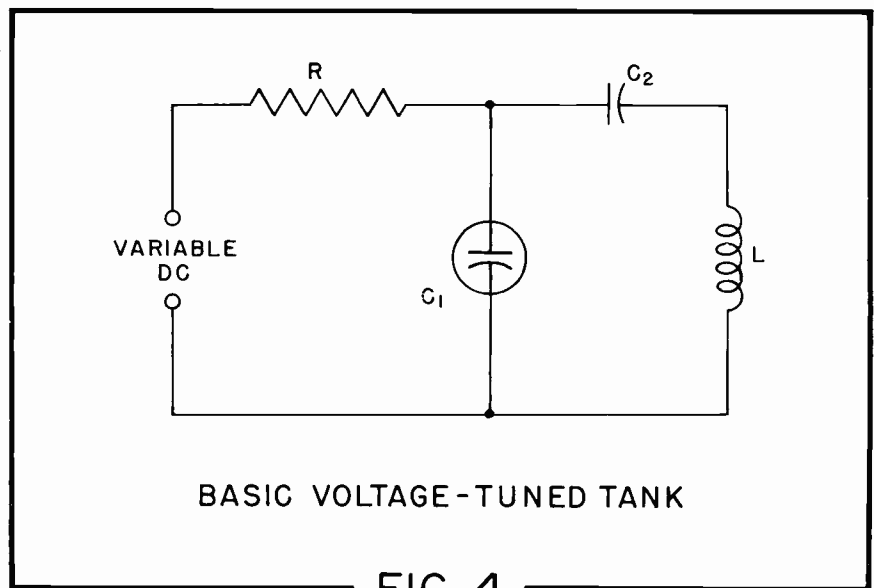 R
C₂
VARIABLE
DC
L
C₁
BASIC VOLTAGE-TUNED TANK
FIG. 4